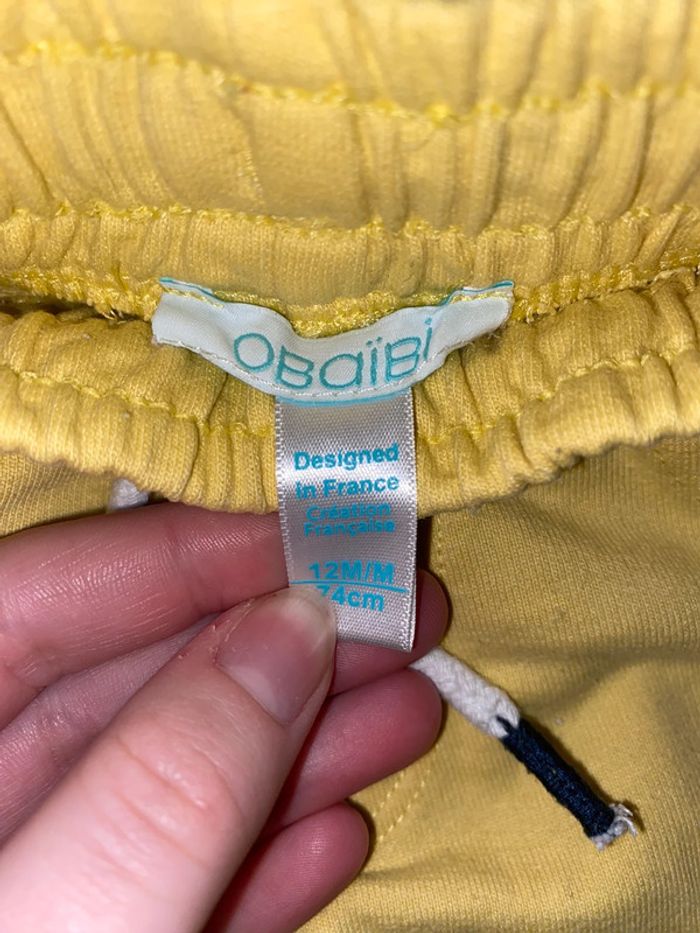 OBaïBi
Designed
in France
Création
Française
12M/M
74cm